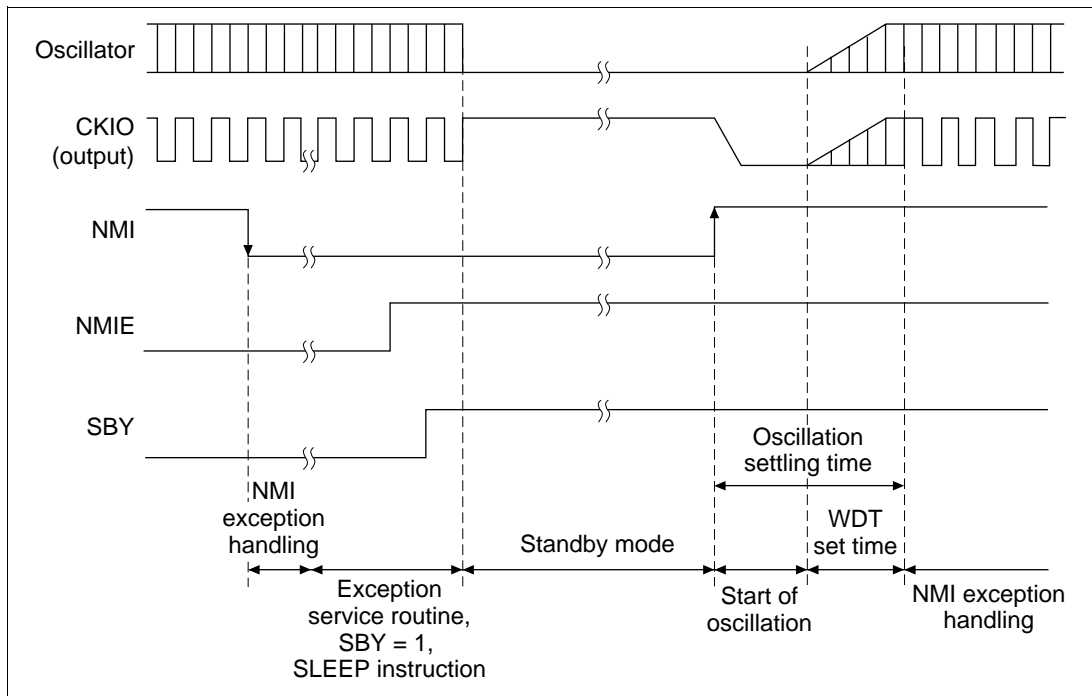 Oscillator
CKIO
(output)
NMI
NMIE
SBY
Oscillation
settling time
NMI
exception
handling
WDT
set time
Standby mode
Exception
service routine,
SBY = 1,
SLEEP instruction
Start of
oscillation
NMI exception
handling